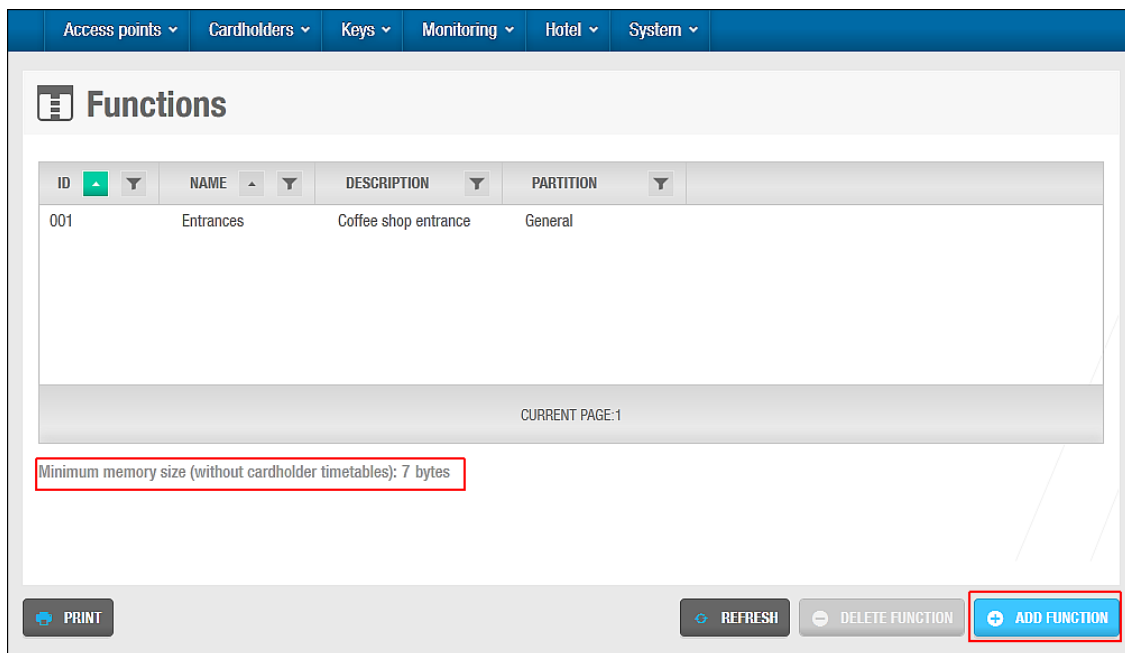 Access points Cardholders Keys Monitoring Hotel System
Functions
ID NAME DESCRIPTION PARTITION
001 Entrances Coffee shop entrance General
CURRENT PAGE:1
Minimum memory size (without cardholder timetables): 7 bytes
PRINT REFRESH DELETE FUNCTION ADD FUNCTION